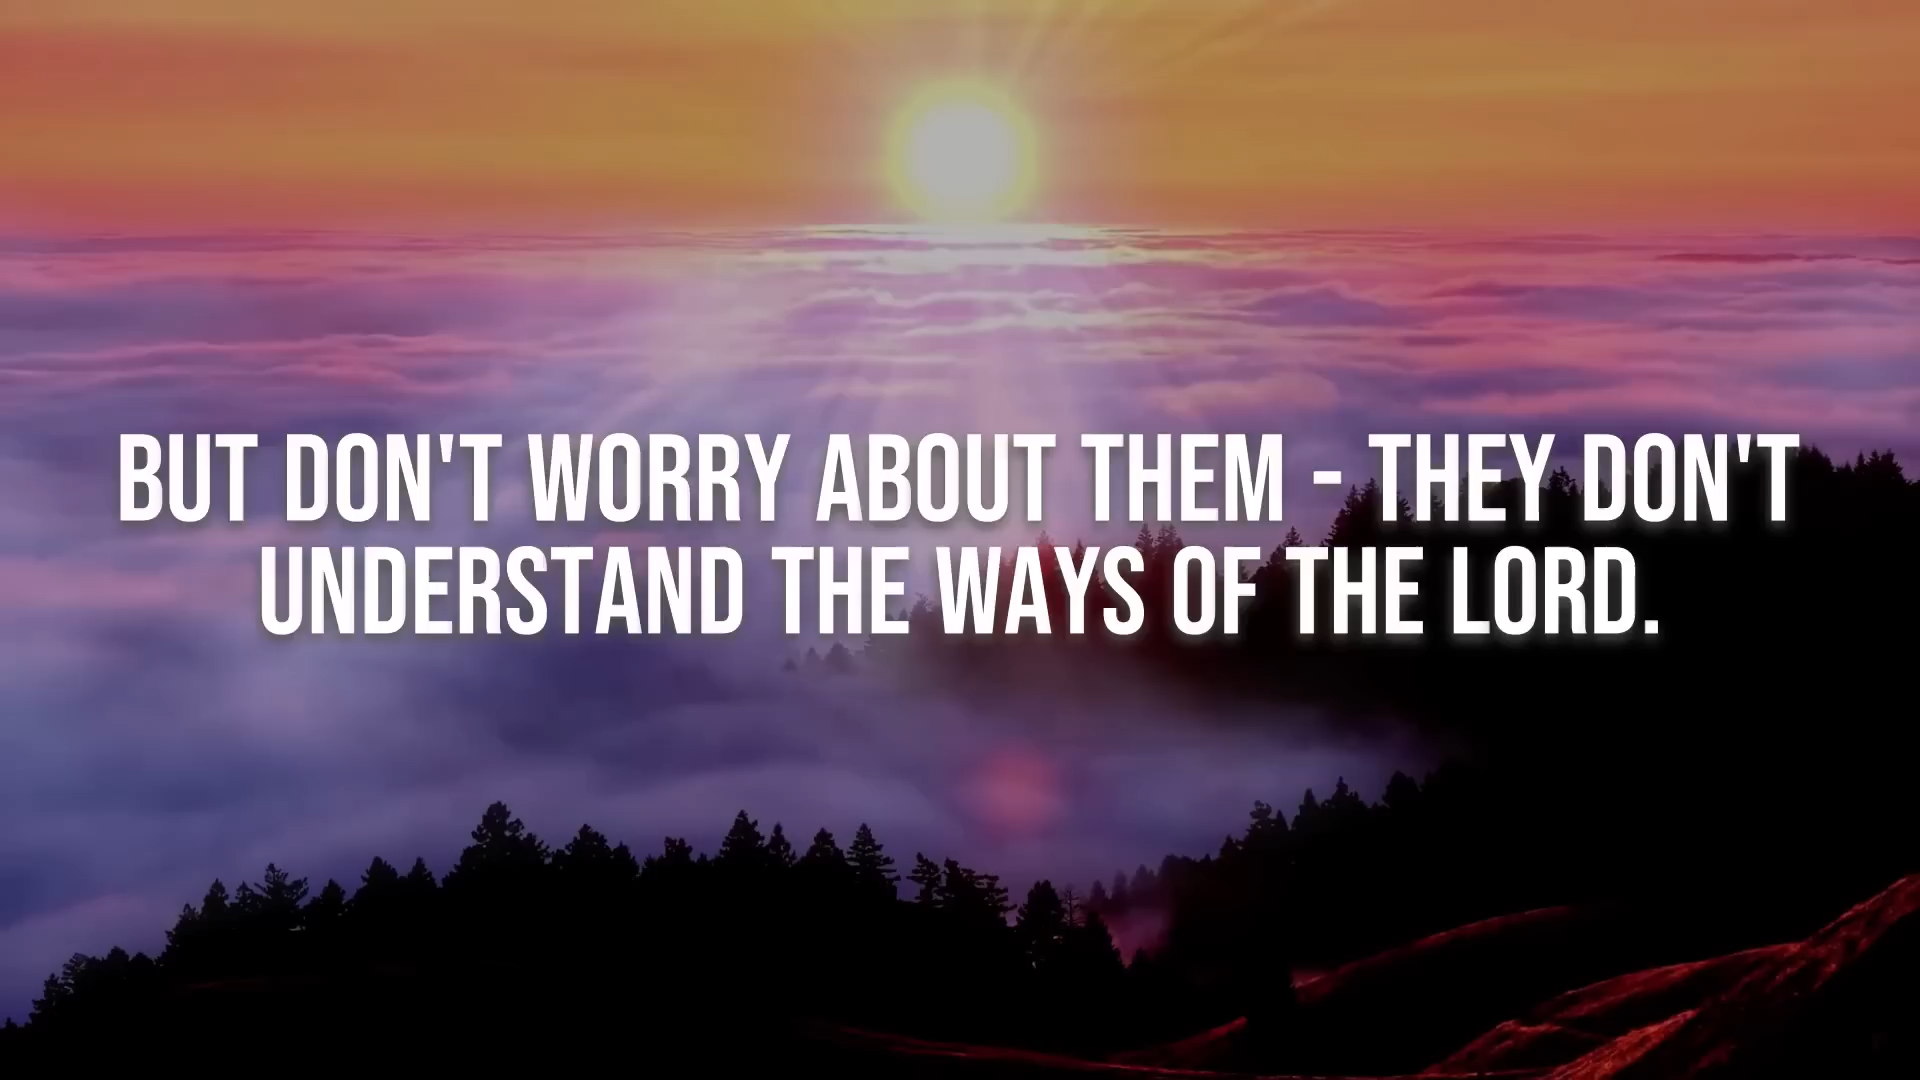 BUT DON'T WORRY ABOUT THEM - THEY DON'T
UNDERSTAND THE WAYS OF THE LORD.